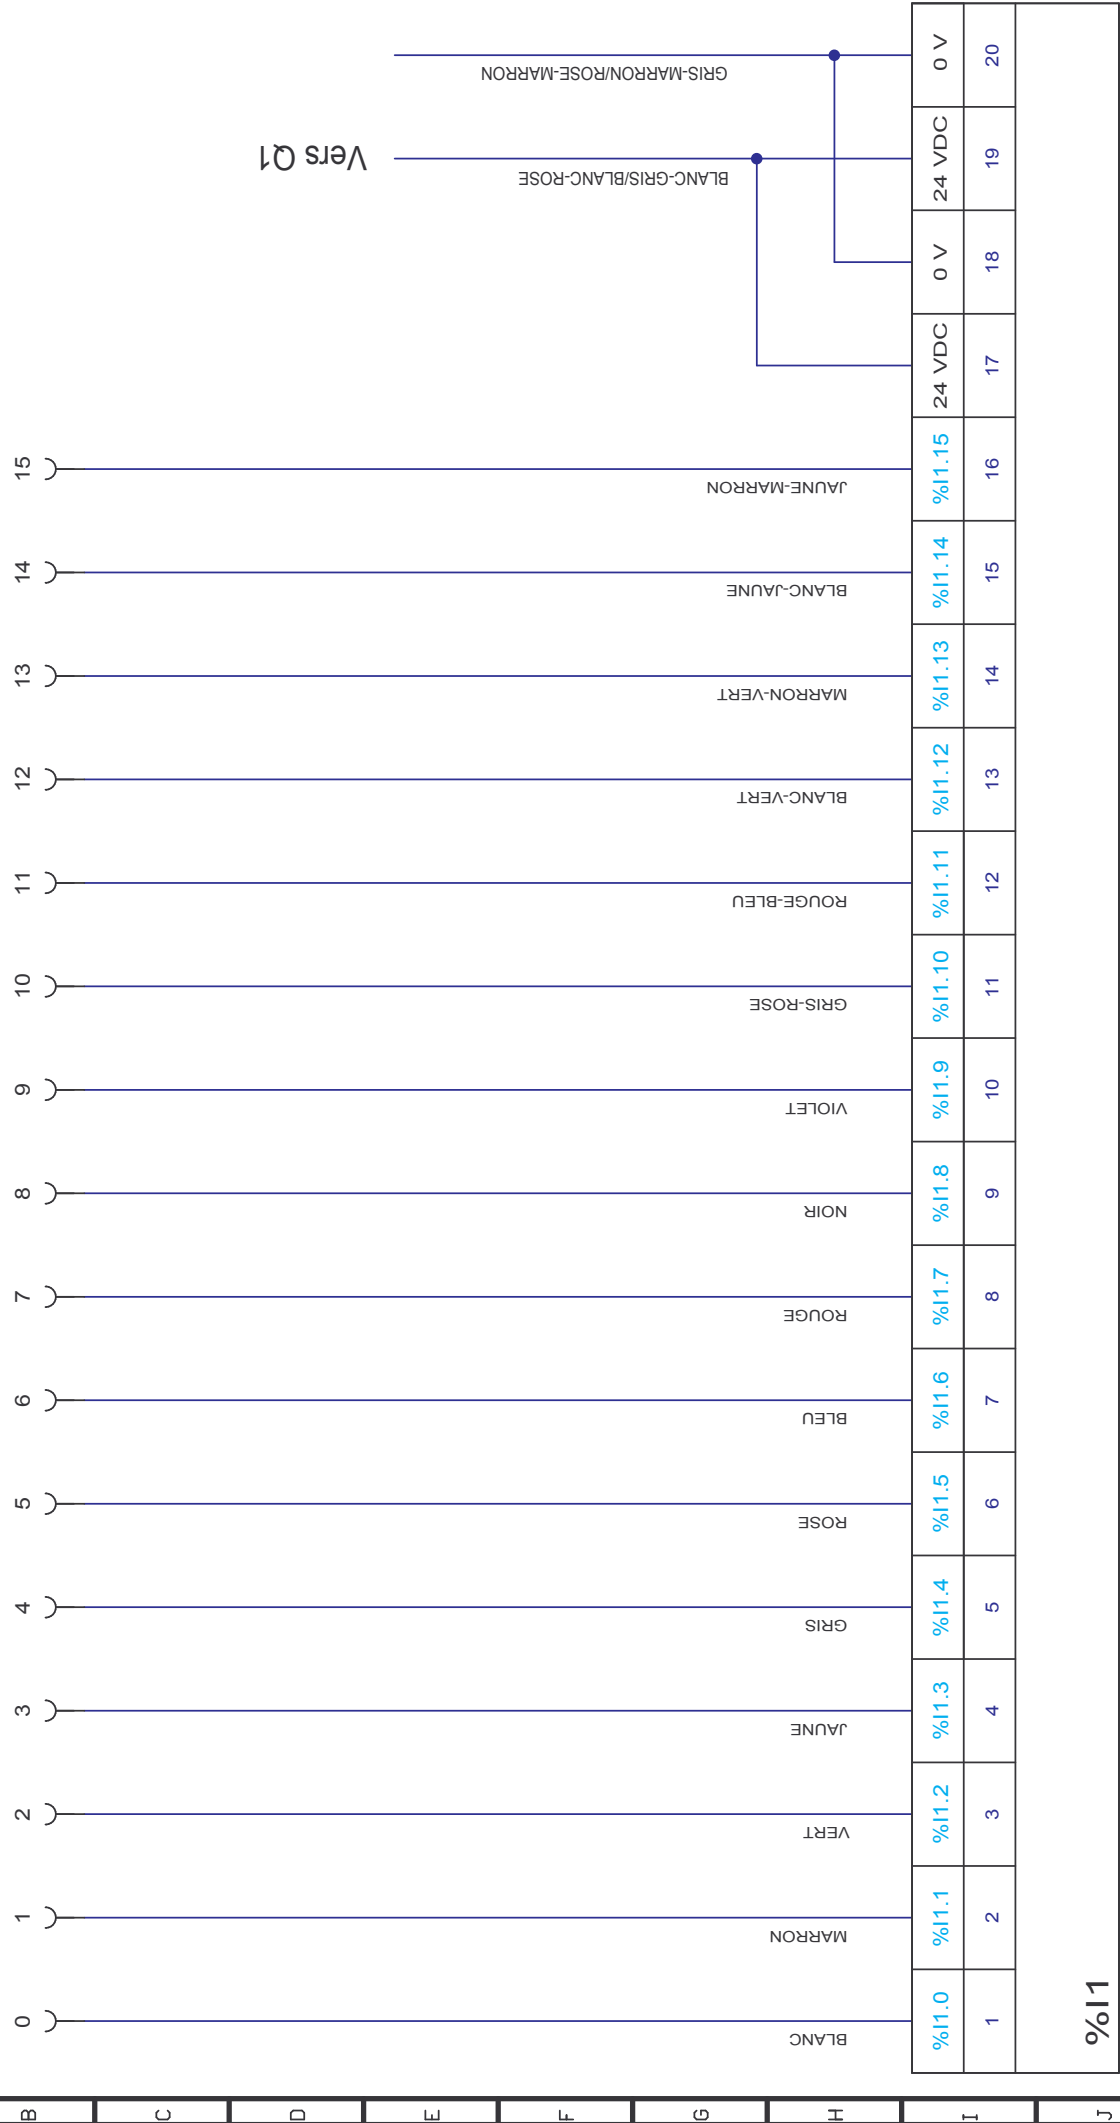 0
1
2
3
4
5
6
7
8
9
10
11
12
13
14
15
Vers Q1
BLANC
MARRON
VERT
JAUNE
GRIS
ROSE
BLEU
ROUGE
NOIR
VIOLET
GRIS-ROSE
ROUGE-BLEU
BLANC-VERT
MARRON-VERT
BLANC-JAUNE
JAUNE-MARRON
BLANC-GRIS/BLANC-ROSE
GRIS-MARRON/ROSE-MARRON
%I1.0
%I1.1
%I1.2
%I1.3
%I1.4
%I1.5
%I1.6
%I1.7
%I1.8
%I1.9
%I1.10
%I1.11
%I1.12
%I1.13
%I1.14
%I1.15
24 VDC
0 V
24 VDC
0 V
1
2
3
4
5
6
7
8
9
10
11
12
13
14
15
16
17
18
19
20
%I1
B
C
D
E
F
G
H
I
J